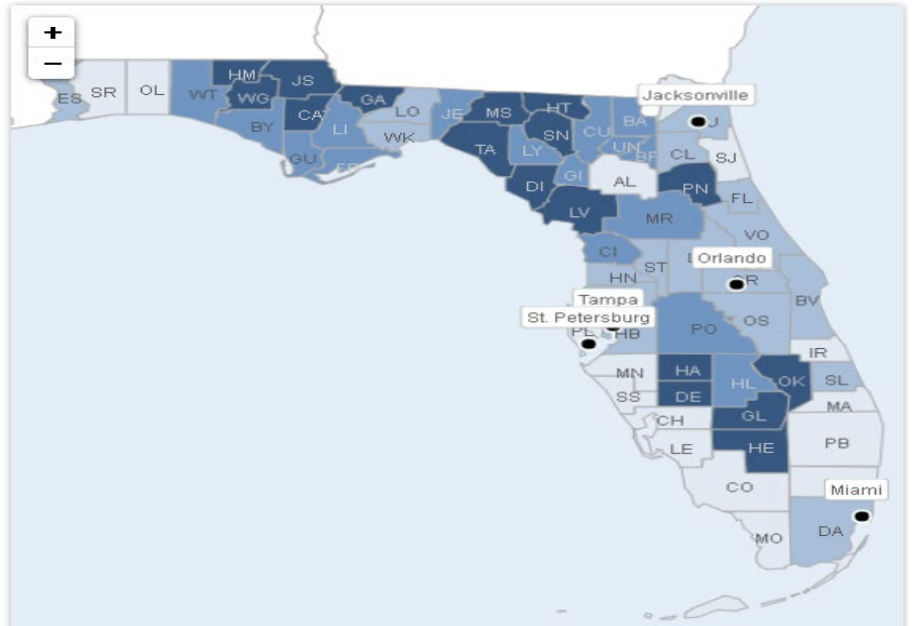 +
−
HM
JS
ES
SR
OL
WT
WG
GA
CA
LO
JE
MS
HT
BY
LI
WK
TA
SN
CU
BA
Jacksonville
GU
LY
UN
CL
SJ
DI
GI
AL
PN
LV
MR
FL
CI
VO
ST
Orlando
HN
BV
Tampa
St. Petersburg
HB
PO
OS
IR
MN
HA
HL
OK
SL
SS
DE
MA
CH
GL
LE
HE
PB
CO
Miami
DA
MO